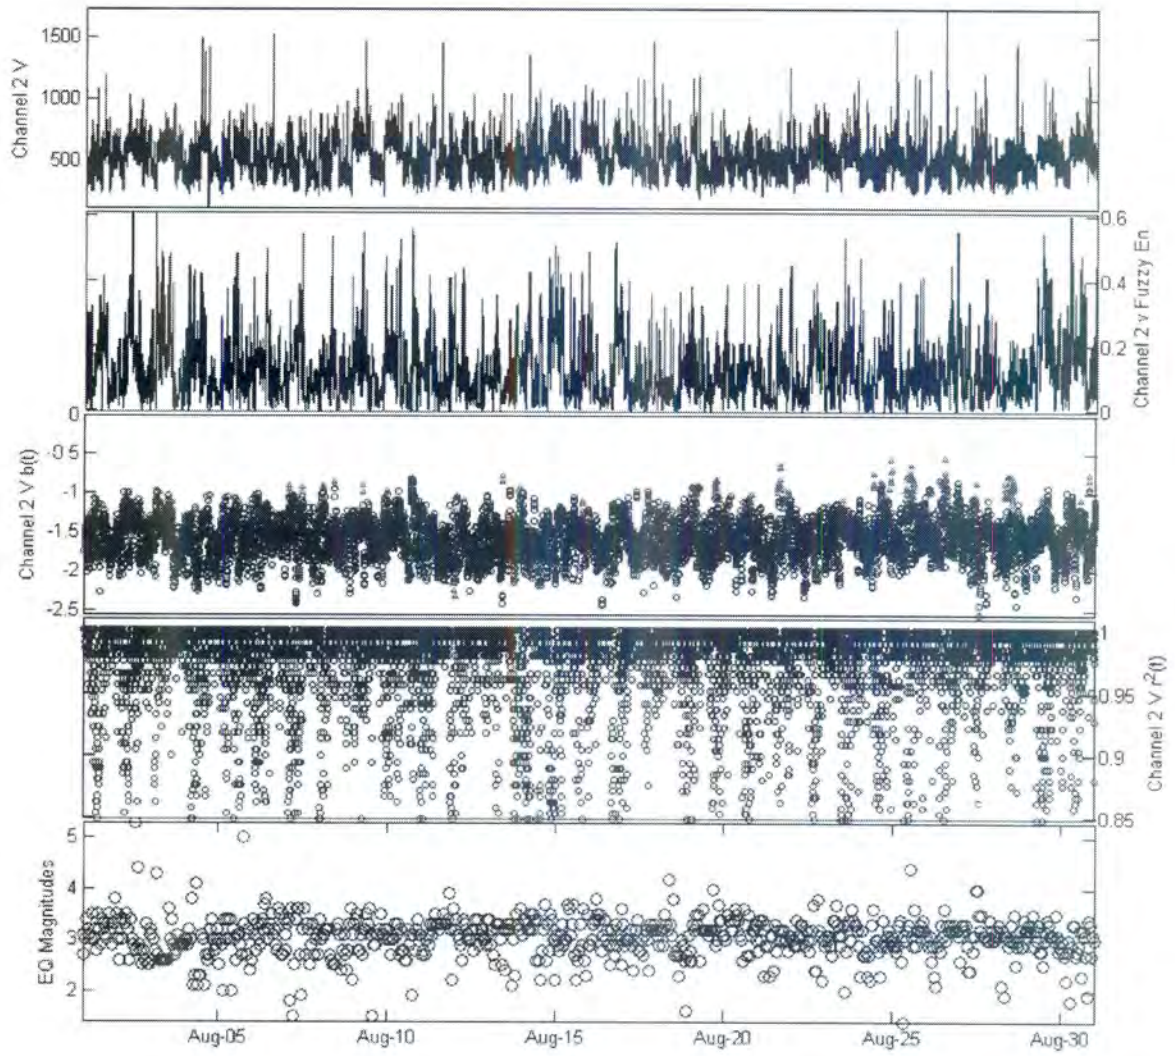 Channel 2 V
1500
1000
500
Channel 2 v Fuzzy En
0.6
0.4
0.2
0
Channel 2 V b(t)
0
-0.5
-1
-1.5
-2
-2.5
Channel 2 V r²(t)
1
0.95
0.9
0.85
EQ Magnitudes
5
4
3
2
Aug-05
Aug-10
Aug-15
Aug-20
Aug-25
Aug-30